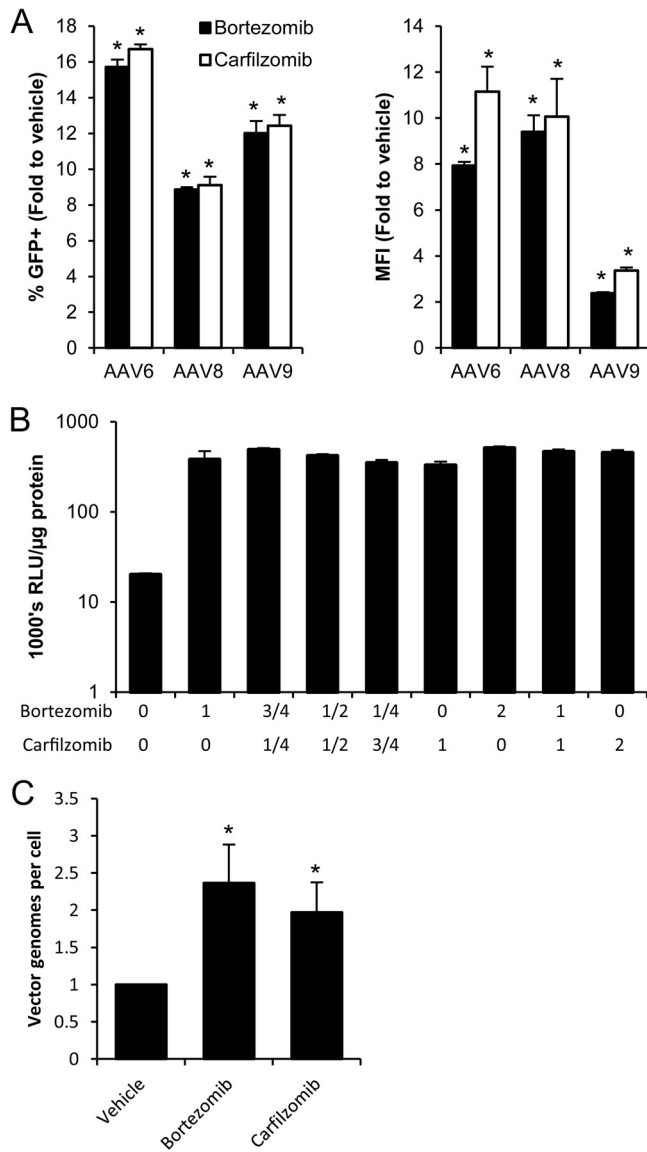 A
% GFP+ (Fold to vehicle)
18
16
14
12
10
8
6
4
2
0
* * * * * *
Bortezomib
Carfilzomib
AAV6 AAV8 AAV9
MFI (Fold to vehicle)
14
12
10
8
6
4
2
0
* * * * * *
AAV6 AAV8 AAV9
B
1000's RLU/µg protein
1000
100
10
1
Bortezomib 0 1 3/4 1/2 1/4 0 2 1 0
Carfilzomib 0 0 1/4 1/2 3/4 1 0 1 2
C
Vector genomes per cell
3.5
3
2.5
2
1.5
1
0.5
0
* *
Vehicle
Bortezomib
Carfilzomib